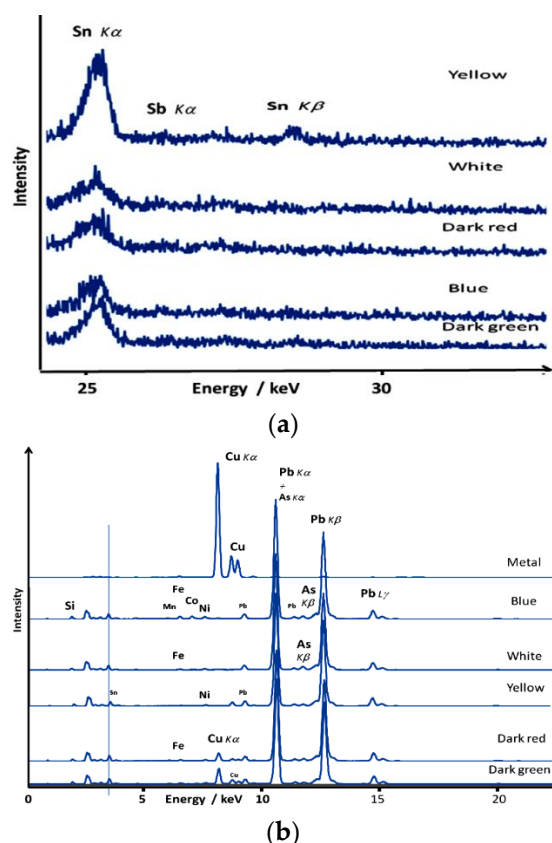 Sn Kα
Yellow
Sb Kα
Sn Kβ
White
Dark red
Blue
Dark green
Intensity
25
30
Energy / keV
(a)
Cu Kα
Pb Kα
+
As Kα
Pb Kβ
Cu
Metal
Fe
As
Kβ
Pb Lγ
Blue
Si
Mn
Co
Ni
Pb
Pb
Fe
As
Kβ
White
Sn
Ni
Pb
Yellow
Fe
Cu Kα
Dark red
Cu
Dark green
Intensity
0
5
10
15
20
Energy / keV
(b)